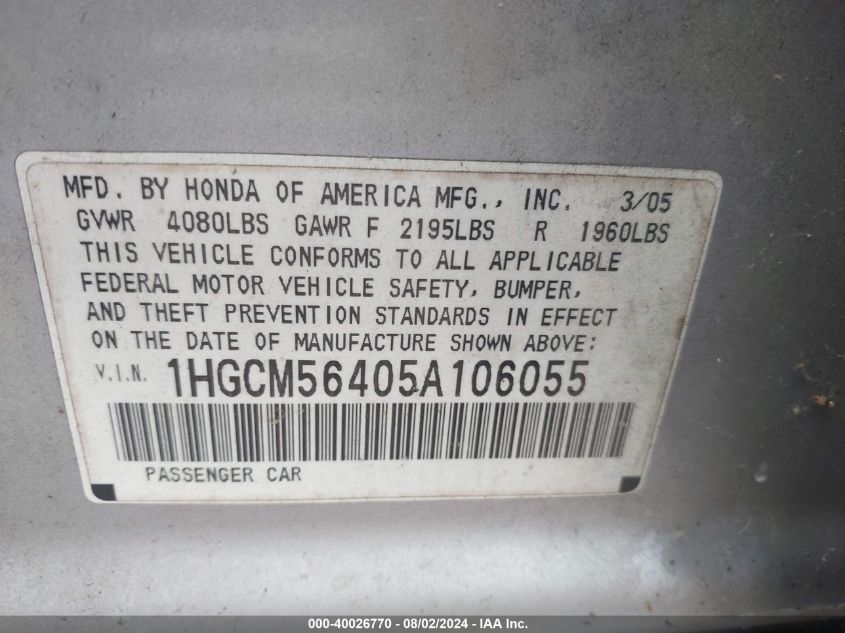 MFD. BY HONDA OF AMERICA MFG., INC. 3/05
GVWR 4080LBS GAWR F 2195LBS R 1960LBS
THIS VEHICLE CONFORMS TO ALL APPLICABLE
FEDERAL MOTOR VEHICLE SAFETY, BUMPER,
AND THEFT PREVENTION STANDARDS IN EFFECT
ON THE DATE OF MANUFACTURE SHOWN ABOVE:
V.I.N. 1HGCM56405A106055
PASSENGER CAR
000-40026770 - 08/02/2024 - IAA Inc.